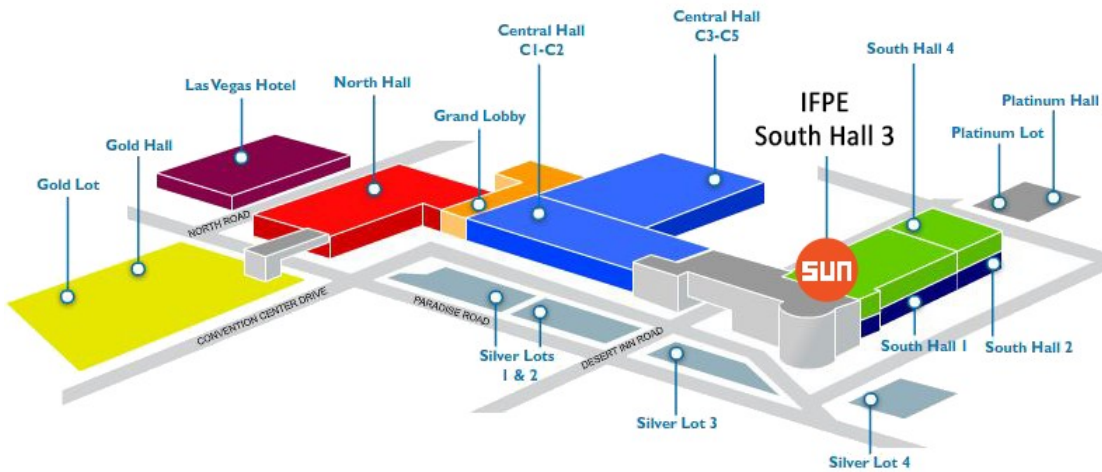 Central Hall
C1-C2
Central Hall
C3-C5
South Hall 4
Las Vegas Hotel
North Hall
Grand Lobby
IFPE
South Hall 3
Platinum Hall
Platinum Lot
Gold Hall
Gold Lot
NORTH ROAD
sun
CONVENTION CENTER DRIVE
PARADISE ROAD
DESERT INN ROAD
Silver Lots
1 & 2
South Hall 1
South Hall 2
Silver Lot 3
Silver Lot 4